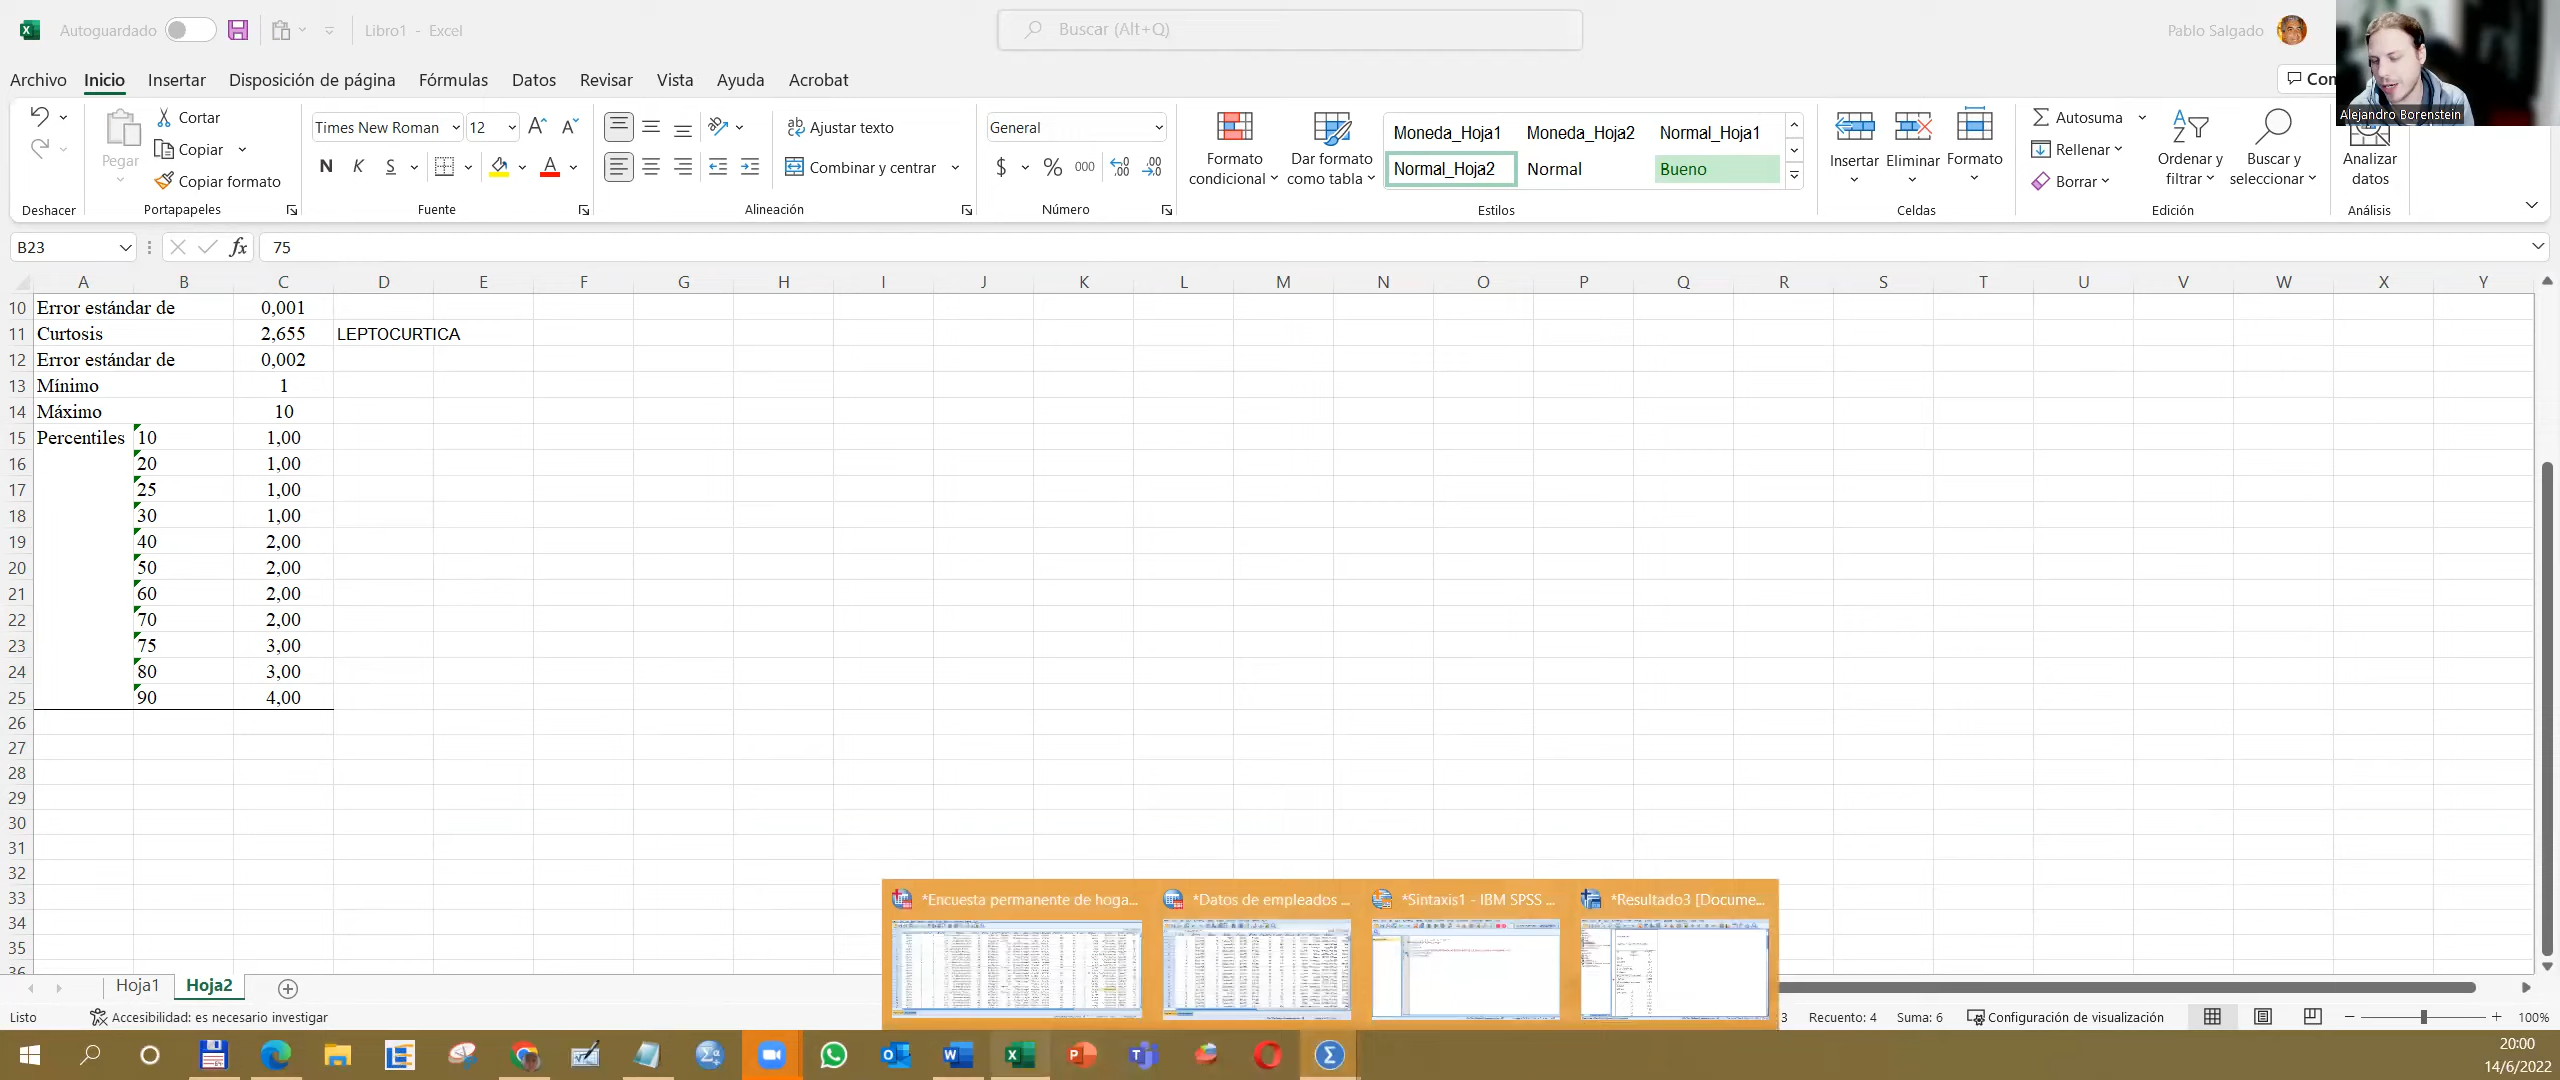 Autoguardado
Libro1 - Excel
Buscar (Alt+Q)
Pablo Salgado
Archivo Inicio Insertar Disposición de página Fórmulas Datos Revisar Vista Ayuda Acrobat
Con
Alejandro Borenstein
Pegar
Cortar
Copiar
Copiar formato
Times New Roman 12
N K S
Ajustar texto
Combinar y centrar
General
$ % 000
Formato condicional
Dar formato como tabla
Moneda_Hoja1 Moneda_Hoja2 Normal_Hoja1
Normal_Hoja2 Normal Bueno
Insertar Eliminar Formato
Autosuma
Rellenar
Borrar
Ordenar y filtrar
Buscar y seleccionar
Analizar datos
Deshacer Portapapeles Fuente Alineación Número Estilos Celdas Edición Análisis
B23 fx 75
A B C D E F G H I J K L M N O P Q R S T U V W X Y
10 Error estándar de 0,001
11 Curtosis 2,655 LEPTOCURTICA
12 Error estándar de 0,002
13 Mínimo 1
14 Máximo 10
15 Percentiles 10 1,00
16 20 1,00
17 25 1,00
18 30 1,00
19 40 2,00
20 50 2,00
21 60 2,00
22 70 2,00
23 75 3,00
24 80 3,00
25 90 4,00
26
27
28
29
30
31
32
33
34
35
36
*Encuesta permanente de hoga... *Datos de empleados ... *Sintaxis1 - IBM SPSS ... *Resultado3 [Docume...
Hoja1 Hoja2
Listo Accesibilidad: es necesario investigar
3 Recuento: 4 Suma: 6 Configuración de visualización 100%
20:00
14/6/2022